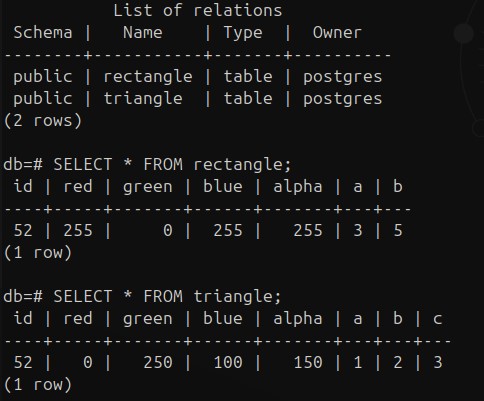 List of relations
 Schema |   Name    | Type  |  Owner
--------+-----------+-------+----------
 public | rectangle | table | postgres
 public | triangle  | table | postgres
(2 rows)

db=# SELECT * FROM rectangle;
 id | red | green | blue | alpha | a | b
----+-----+-------+------+-------+---+---
 52 | 255 |     0 |  255 |   255 | 3 | 5
(1 row)

db=# SELECT * FROM triangle;
 id | red | green | blue | alpha | a | b | c
----+-----+-------+------+-------+---+---+---
 52 |   0 |   250 |  100 |   150 | 1 | 2 | 3
(1 row)